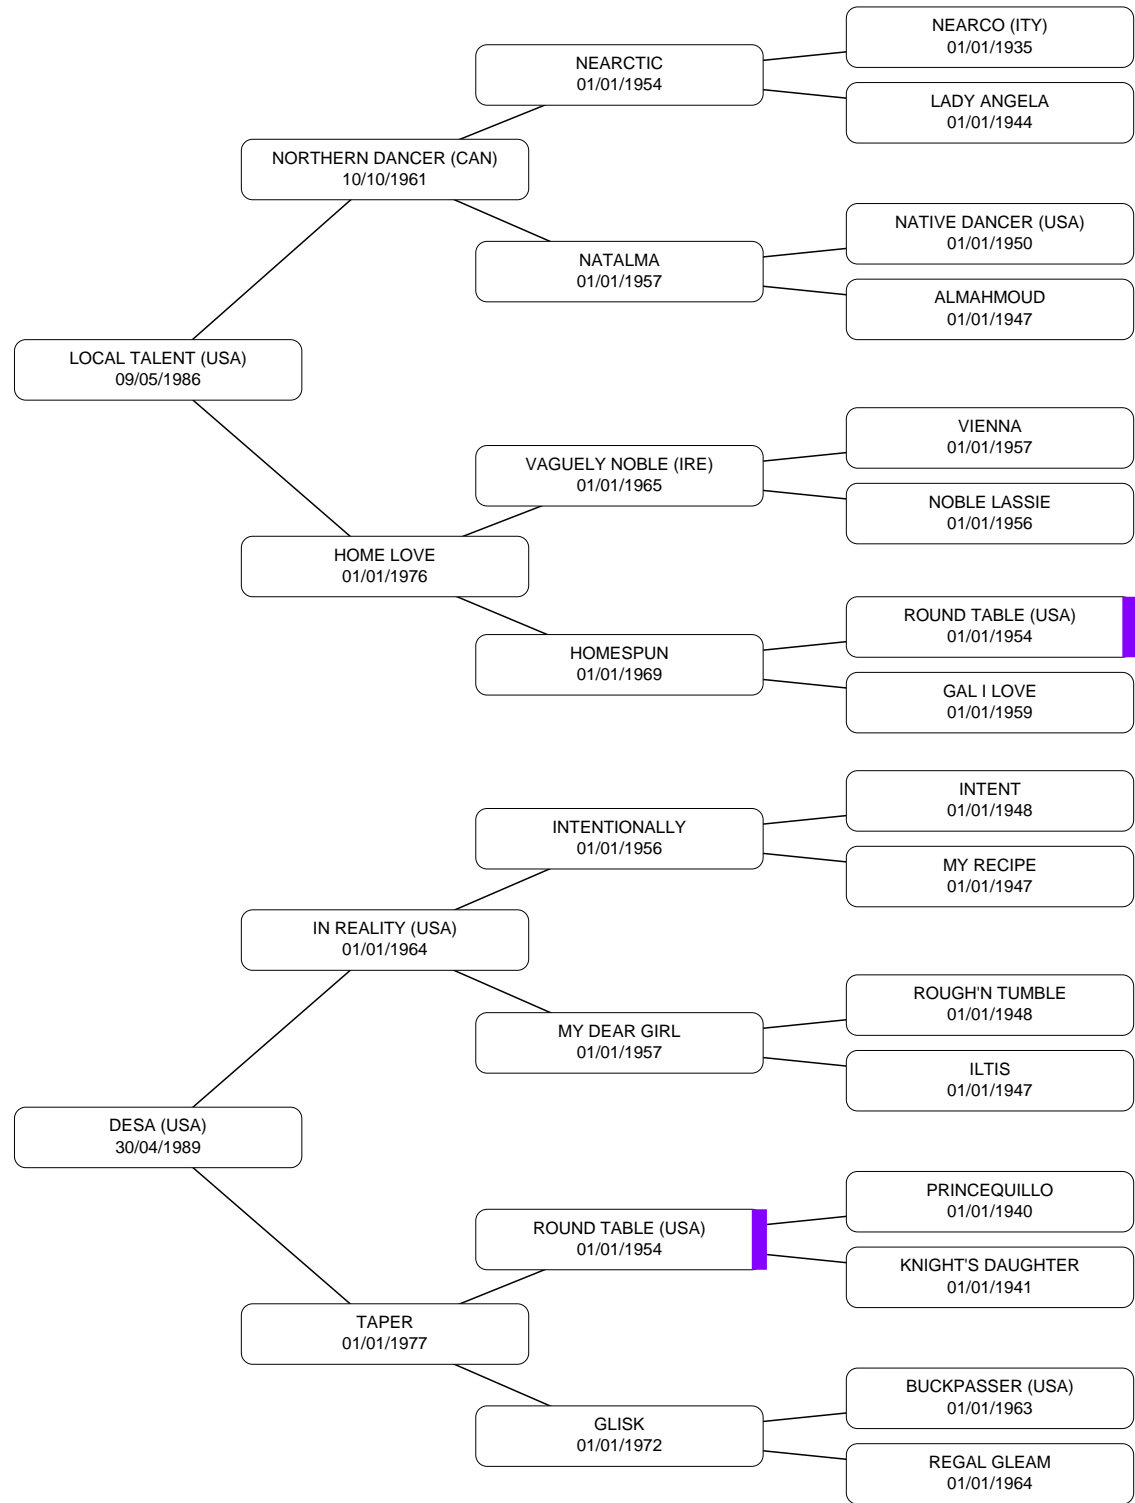 NEARCO (ITY)
01/01/1935
NEARCTIC
01/01/1954
LADY ANGELA
01/01/1944
NORTHERN DANCER (CAN)
10/10/1961
NATIVE DANCER (USA)
01/01/1950
NATALMA
01/01/1957
ALMAHMOUD
01/01/1947
LOCAL TALENT (USA)
09/05/1986
VIENNA
01/01/1957
VAGUELY NOBLE (IRE)
01/01/1965
NOBLE LASSIE
01/01/1956
HOME LOVE
01/01/1976
ROUND TABLE (USA)
01/01/1954
HOMESPUN
01/01/1969
GAL I LOVE
01/01/1959
INTENT
01/01/1948
INTENTIONALLY
01/01/1956
MY RECIPE
01/01/1947
IN REALITY (USA)
01/01/1964
ROUGH'N TUMBLE
01/01/1948
MY DEAR GIRL
01/01/1957
ILTIS
01/01/1947
DESA (USA)
30/04/1989
PRINCEQUILLO
01/01/1940
ROUND TABLE (USA)
01/01/1954
KNIGHT'S DAUGHTER
01/01/1941
TAPER
01/01/1977
BUCKPASSER (USA)
01/01/1963
GLISK
01/01/1972
REGAL GLEAM
01/01/1964